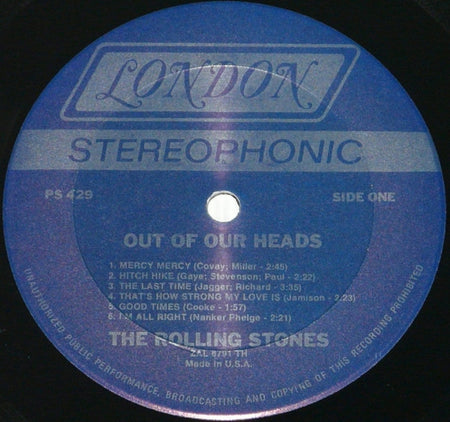 LONDON
STEREOPHONIC
PS 429
SIDE ONE
OUT OF OUR HEADS
1. MERCY MERCY (Covay; Miller - 2:45)
2. HITCH HIKE (Gaye; Stevenson; Paul - 2:22)
3. THE LAST TIME (Jagger; Richard - 3:35)
4. THAT'S HOW STRONG MY LOVE IS (Jamison - 2:23)
5. GOOD TIMES (Cooke - 1:57)
6. I'M ALL RIGHT (Nanker Phelge - 2:21)
THE ROLLING STONES
ZAL 6791 TH
Made in U.S.A.
UNAUTHORIZED PUBLIC PERFORMANCE, BROADCASTING AND COPYING OF THIS RECORDING PROHIBITED